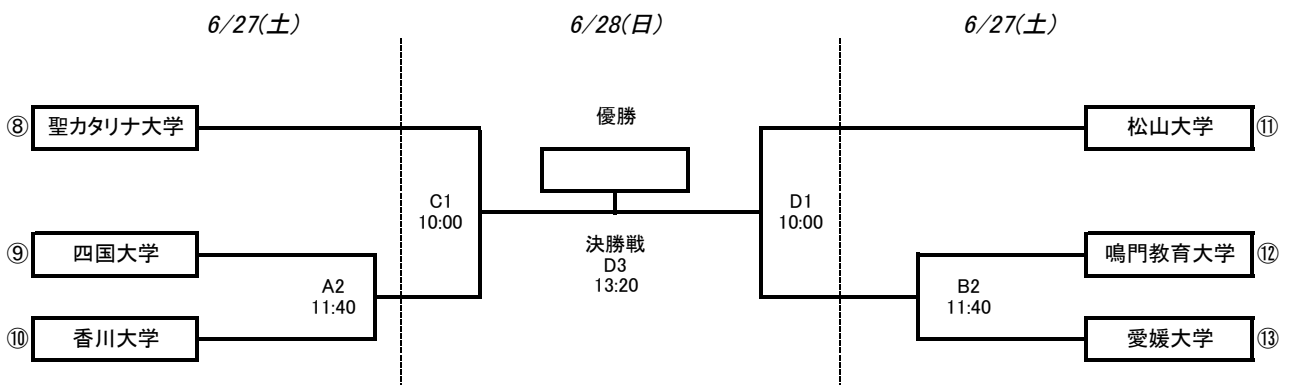 6/27(土)
6/28(日)
6/27(土)
⑧ 聖カタリナ大学
優勝
松山大学 ⑪
C1
10:00
D1
10:00
⑨ 四国大学
決勝戦
D3
13:20
鳴門教育大学 ⑫
A2
11:40
B2
11:40
⑩ 香川大学
愛媛大学 ⑬